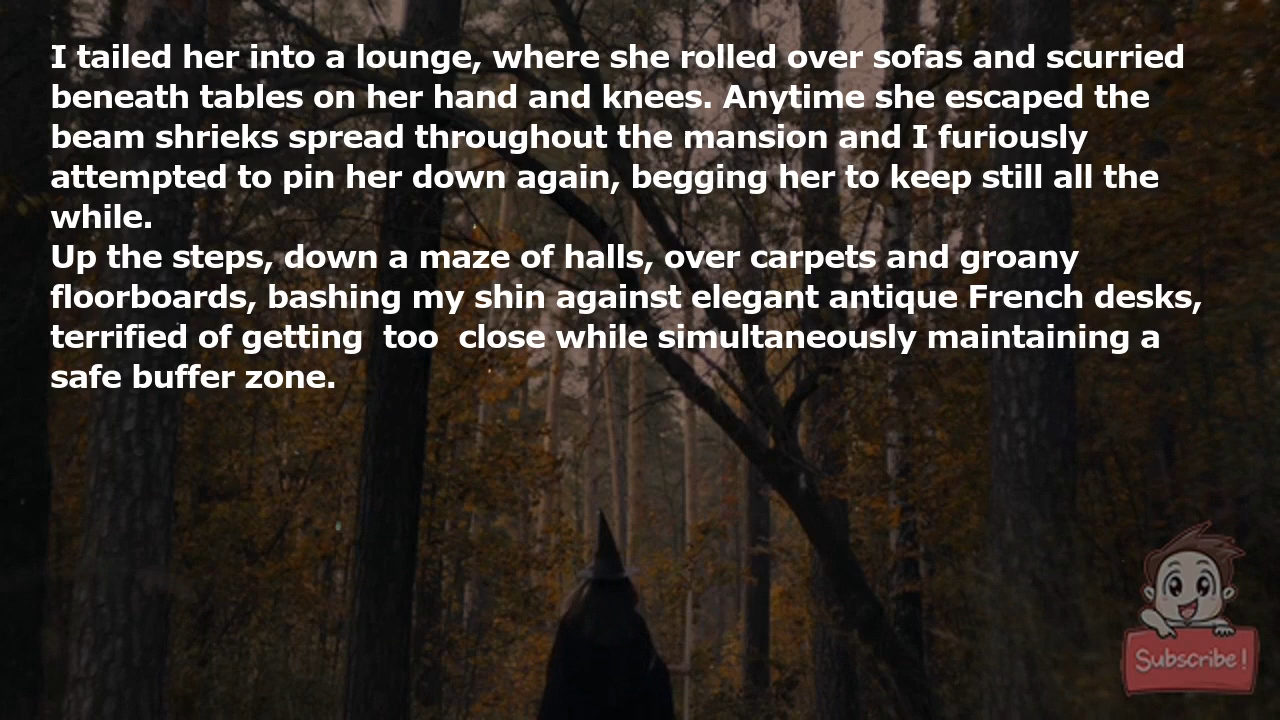 I tailed her into a lounge, where she rolled over sofas and scurried
beneath tables on her hand and knees. Anytime she escaped the
beam shrieks spread throughout the mansion and I furiously
attempted to pin her down again, begging her to keep still all the
while.
Up the steps, down a maze of halls, over carpets and groany
floorboards, bashing my shin against elegant antique French desks,
terrified of getting  too  close while simultaneously maintaining a
safe buffer zone.
Subscribe!